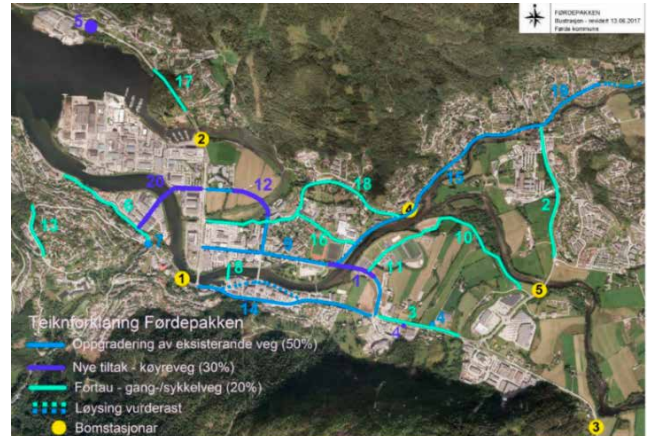 FØRDEPAKKEN
Illustrasjon - revidert 13.06.2017
Førde kommune
5
17
2
19
20
12
18
4
15
2
6
13
7
9
16
10
1
8
11
1
5
14
3
4
4
3
Teiknforklaring Førdepakken
Oppgradering av eksisterande veg (50%)
Nye tiltak - køyreveg (30%)
Fortau - gang-/sykkelveg (20%)
Løysing vurderast
Bomstasjonar